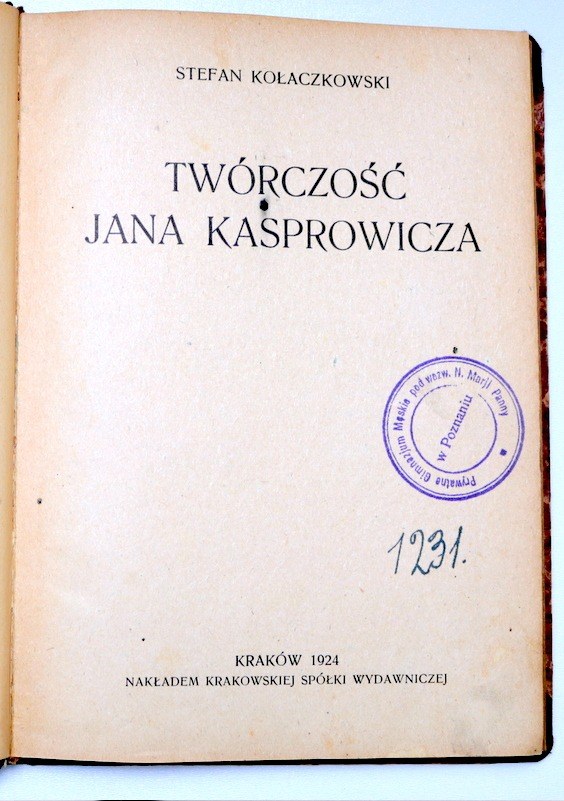 STEFAN KOŁACZKOWSKI
TWÓRCZOŚĆ
JANA KASPROWICZA
Prywatne Gimnazjum Męskie pod wezw. N. Marji Panny
w Poznaniu
1231.
KRAKÓW 1924
NAKŁADEM KRAKOWSKIEJ SPÓŁKI WYDAWNICZEJ